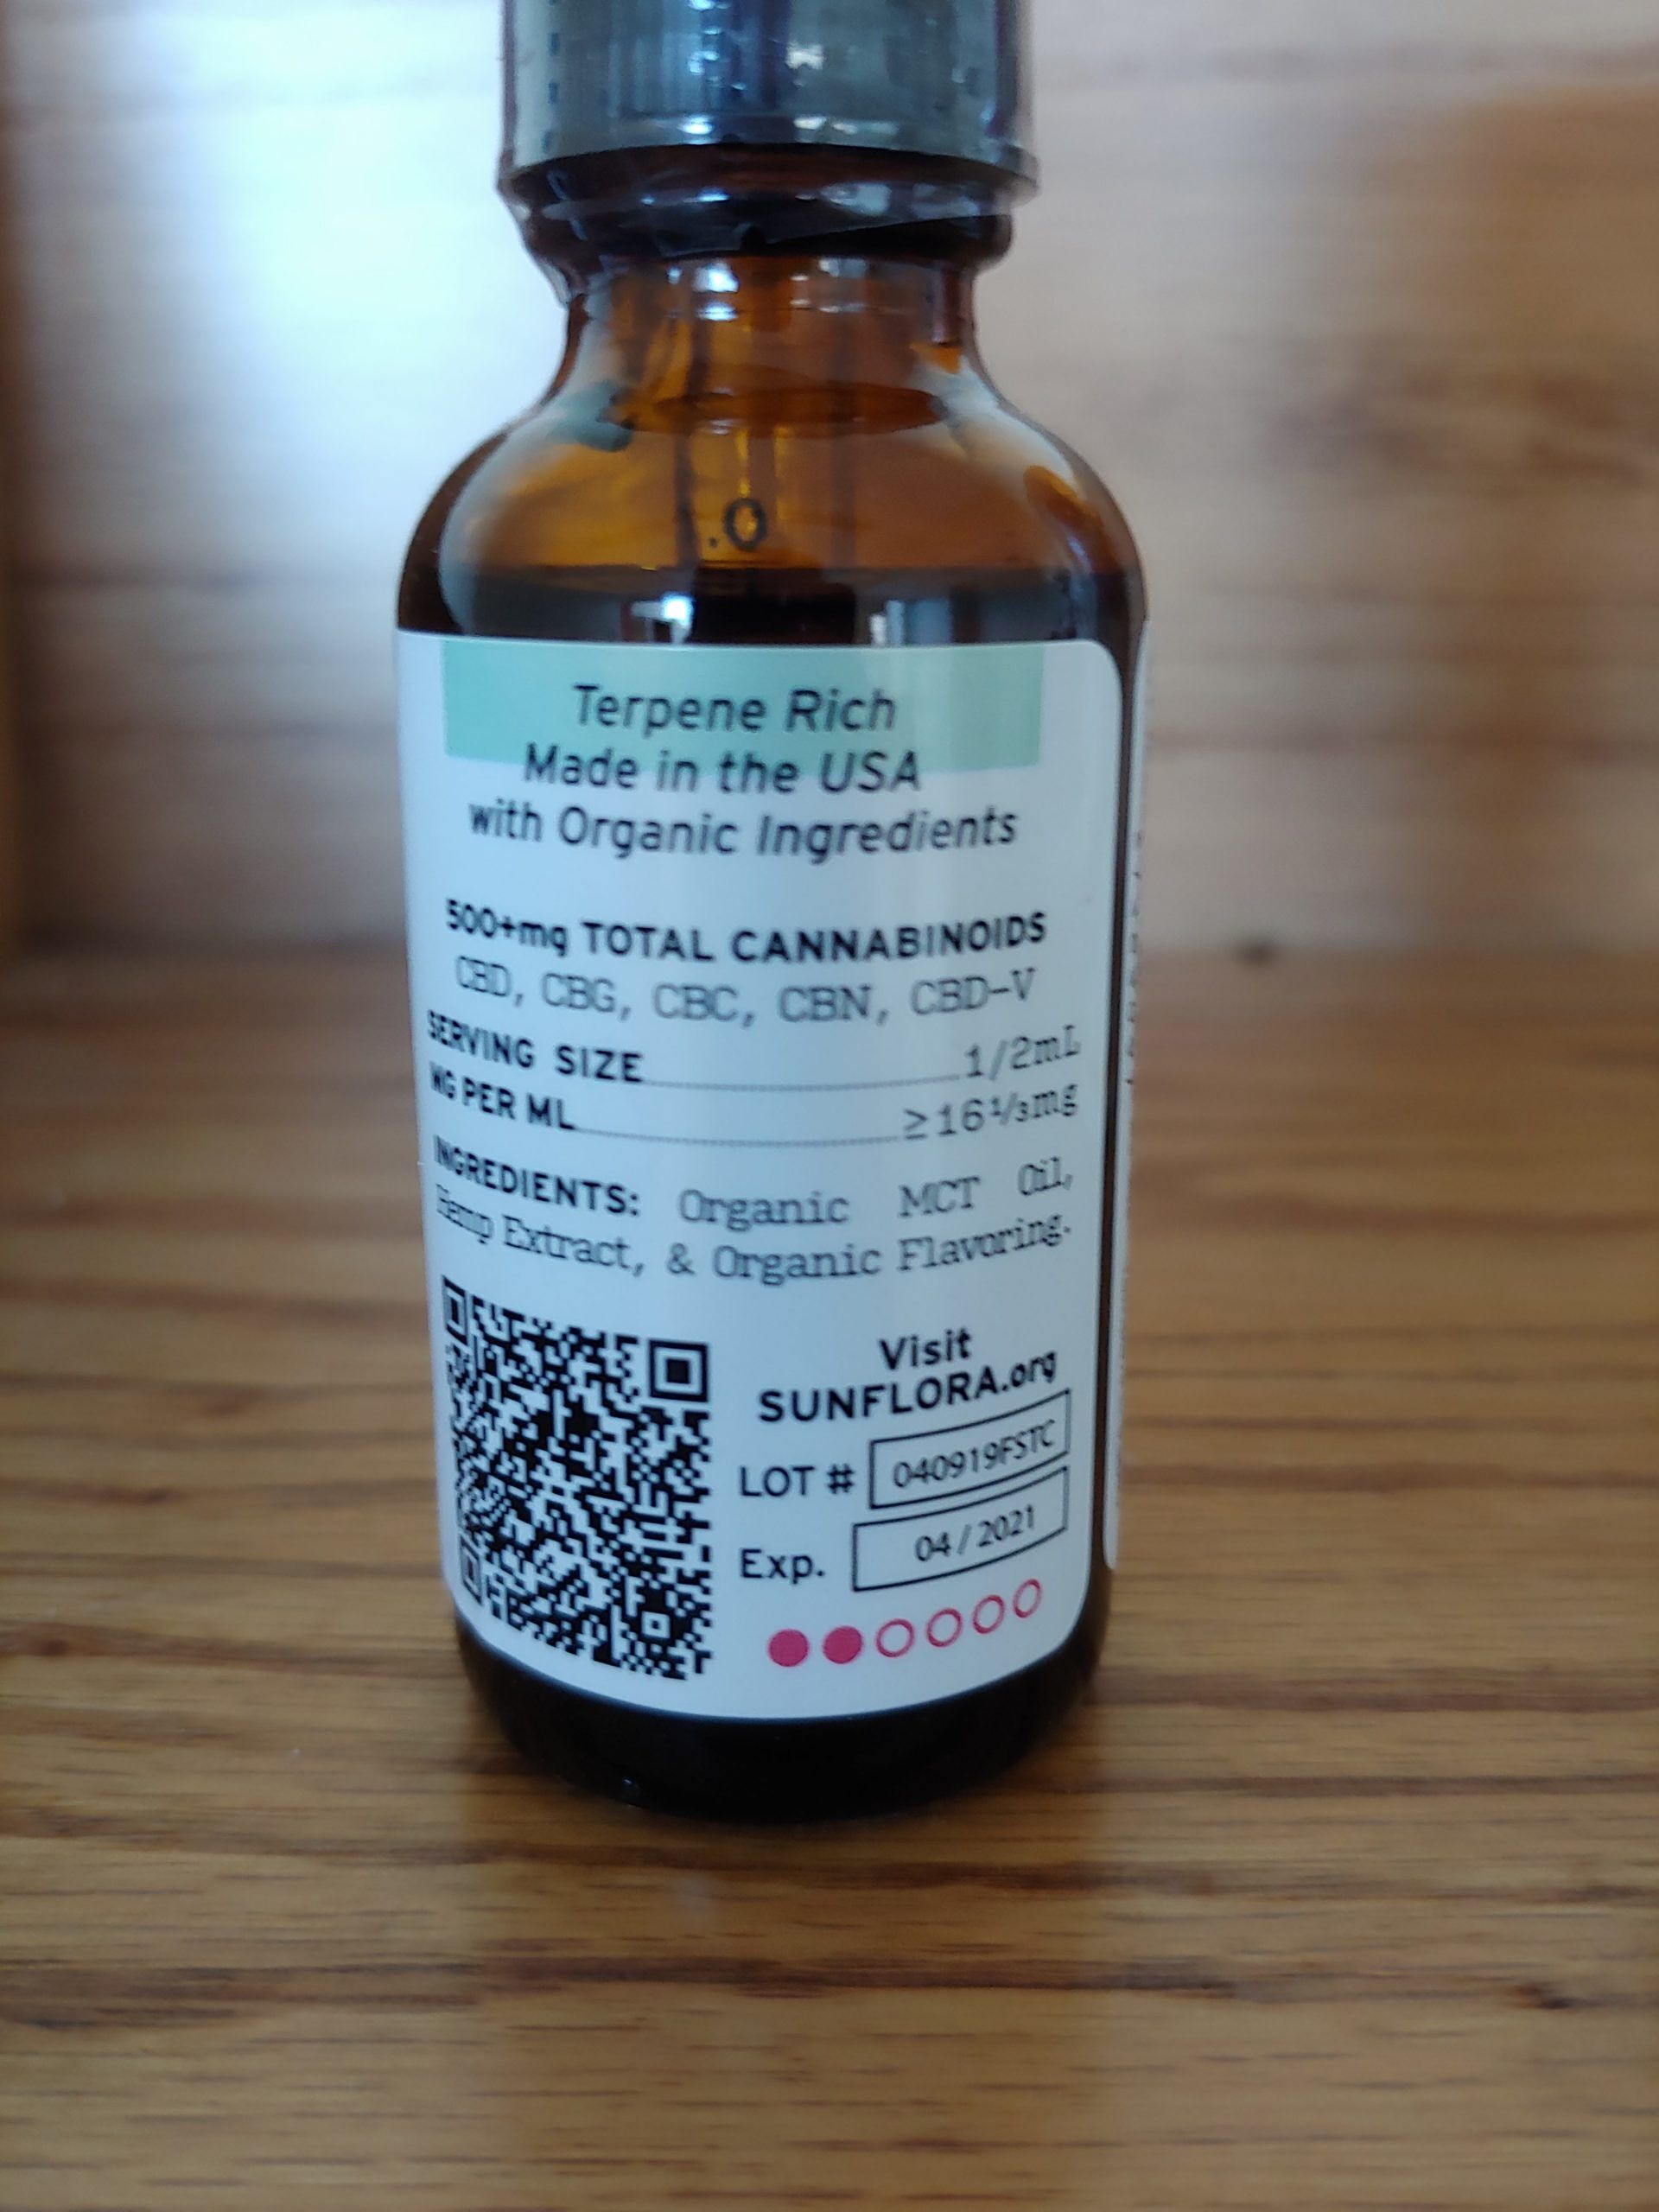 .0
Terpene Rich
Made in the USA
with Organic Ingredients
500+mg TOTAL CANNABINOIDS
CBD, CBG, CBC, CBN, CBD-V
SERVING SIZE 1/2mL
MG PER ML ≥16⅓mg
INGREDIENTS: Organic MCT Oil,
Hemp Extract, & Organic Flavoring.
Visit
SUNFLORA.org
LOT # 040919FSTC
Exp. 04/2021